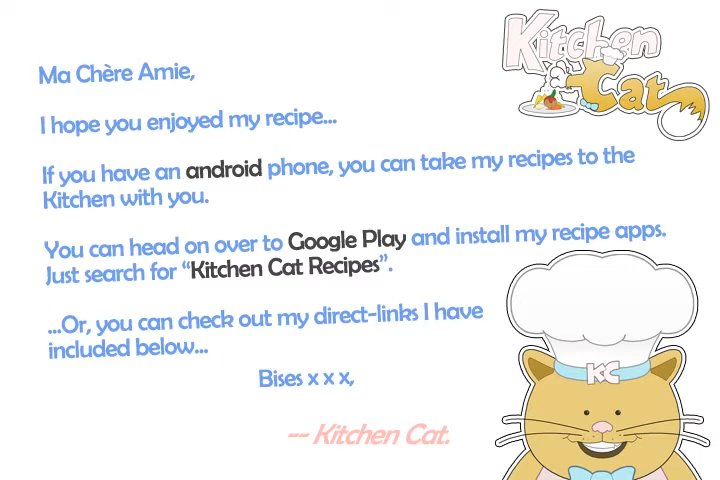 Kitchen
Cat
Ma Chère Amie,
I hope you enjoyed my recipe...
If you have an android phone, you can take my recipes to the
Kitchen with you.
You can head on over to Google Play and install my recipe apps.
Just search for “Kitchen Cat Recipes”.
...Or, you can check out my direct-links I have
included below...
Bises x x x,
-- Kitchen Cat.
KC